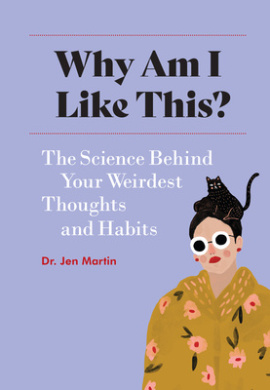 Why Am I
Like This?
The Science Behind
Your Weirdest
Thoughts
and Habits
Dr. Jen Martin